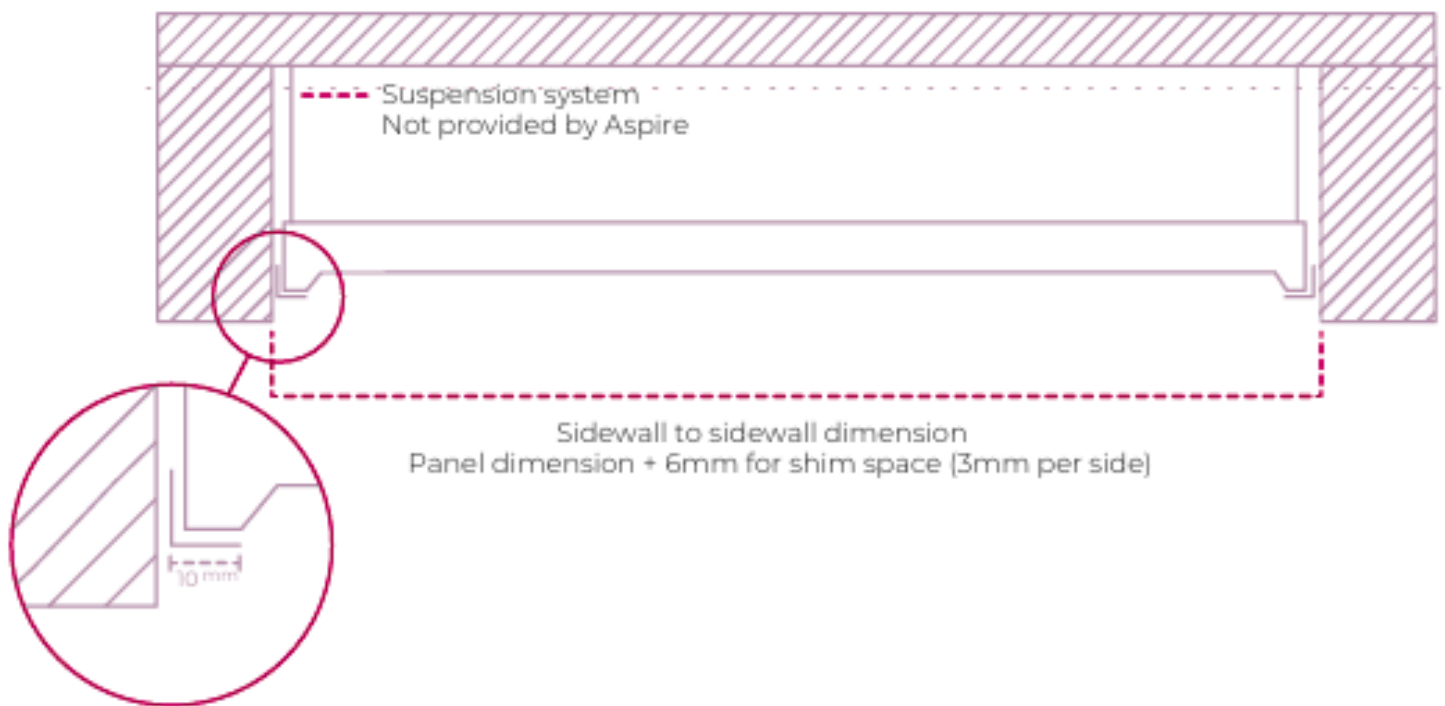 Suspension system
Not provided by Aspire
Sidewall to sidewall dimension
Panel dimension + 6mm for shim space (3mm per side)
10 mm